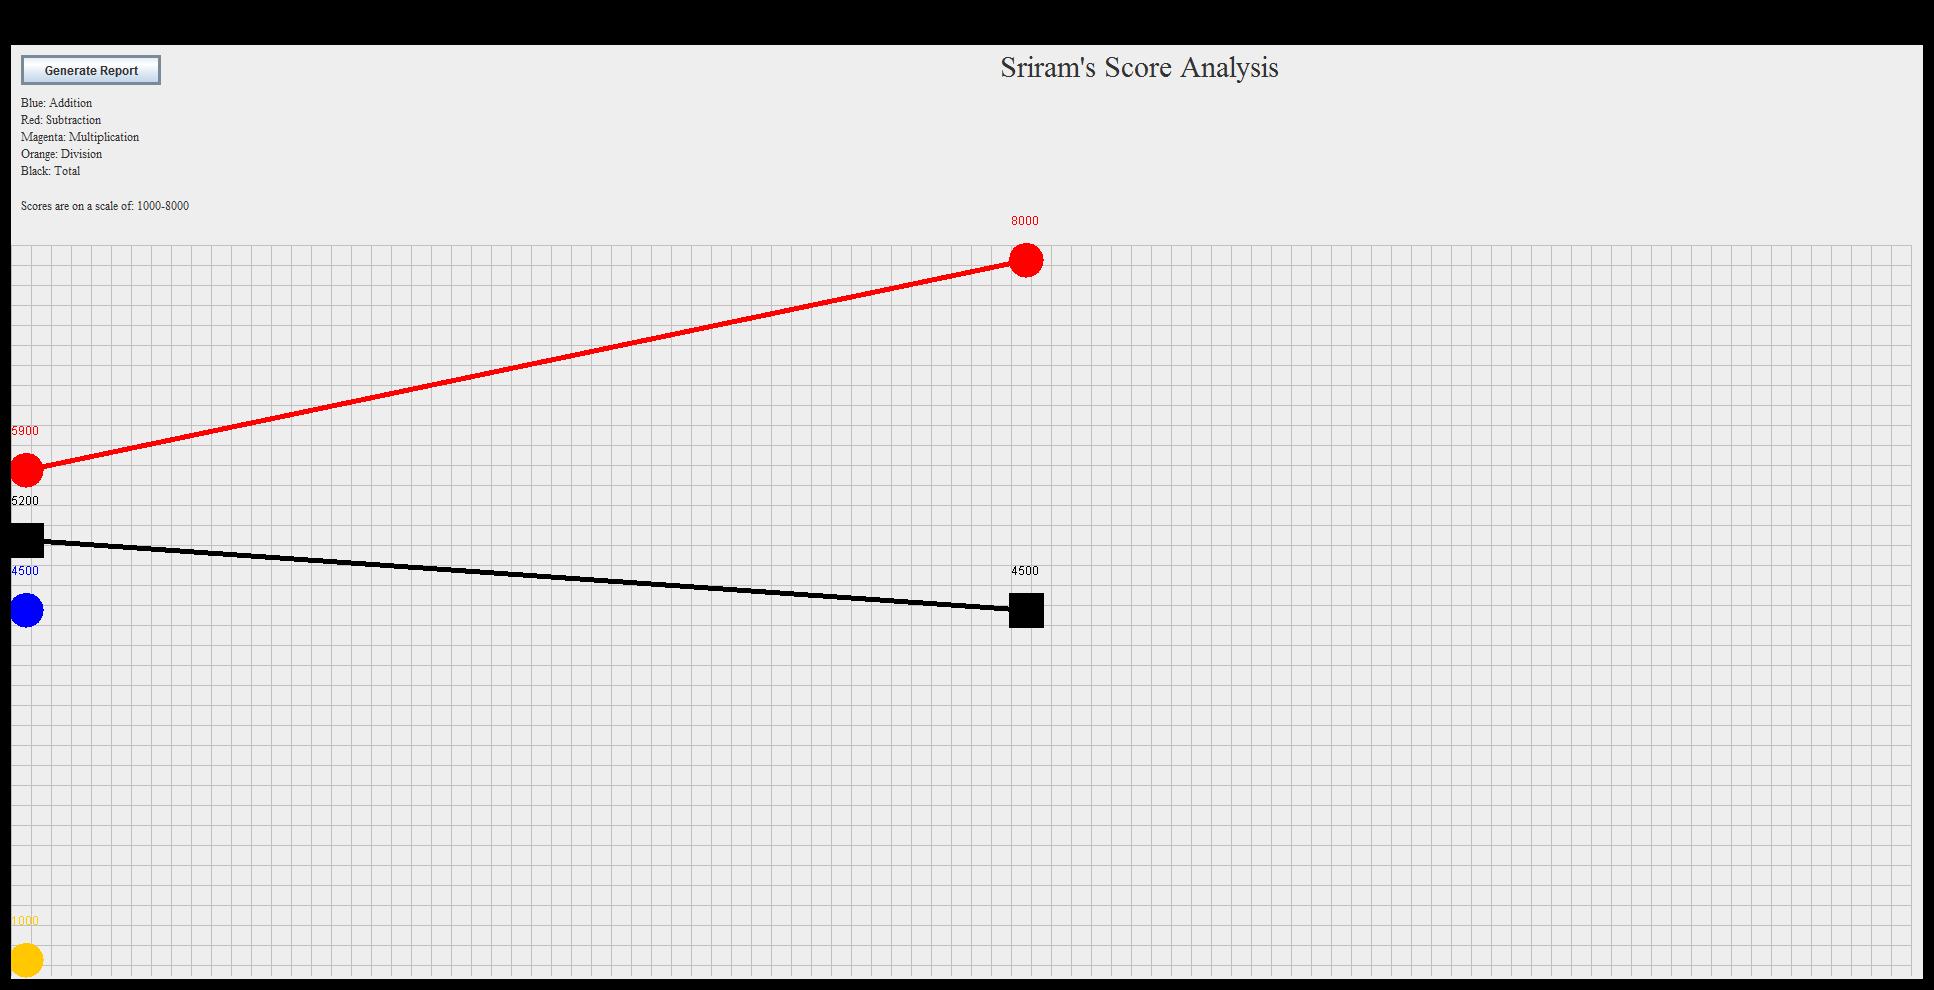 Generate Report
Sriram's Score Analysis
Blue: Addition
Red: Subtraction
Magenta: Multiplication
Orange: Division
Black: Total
Scores are on a scale of: 1000-8000
8000
5900
5200
4500
4500
1000